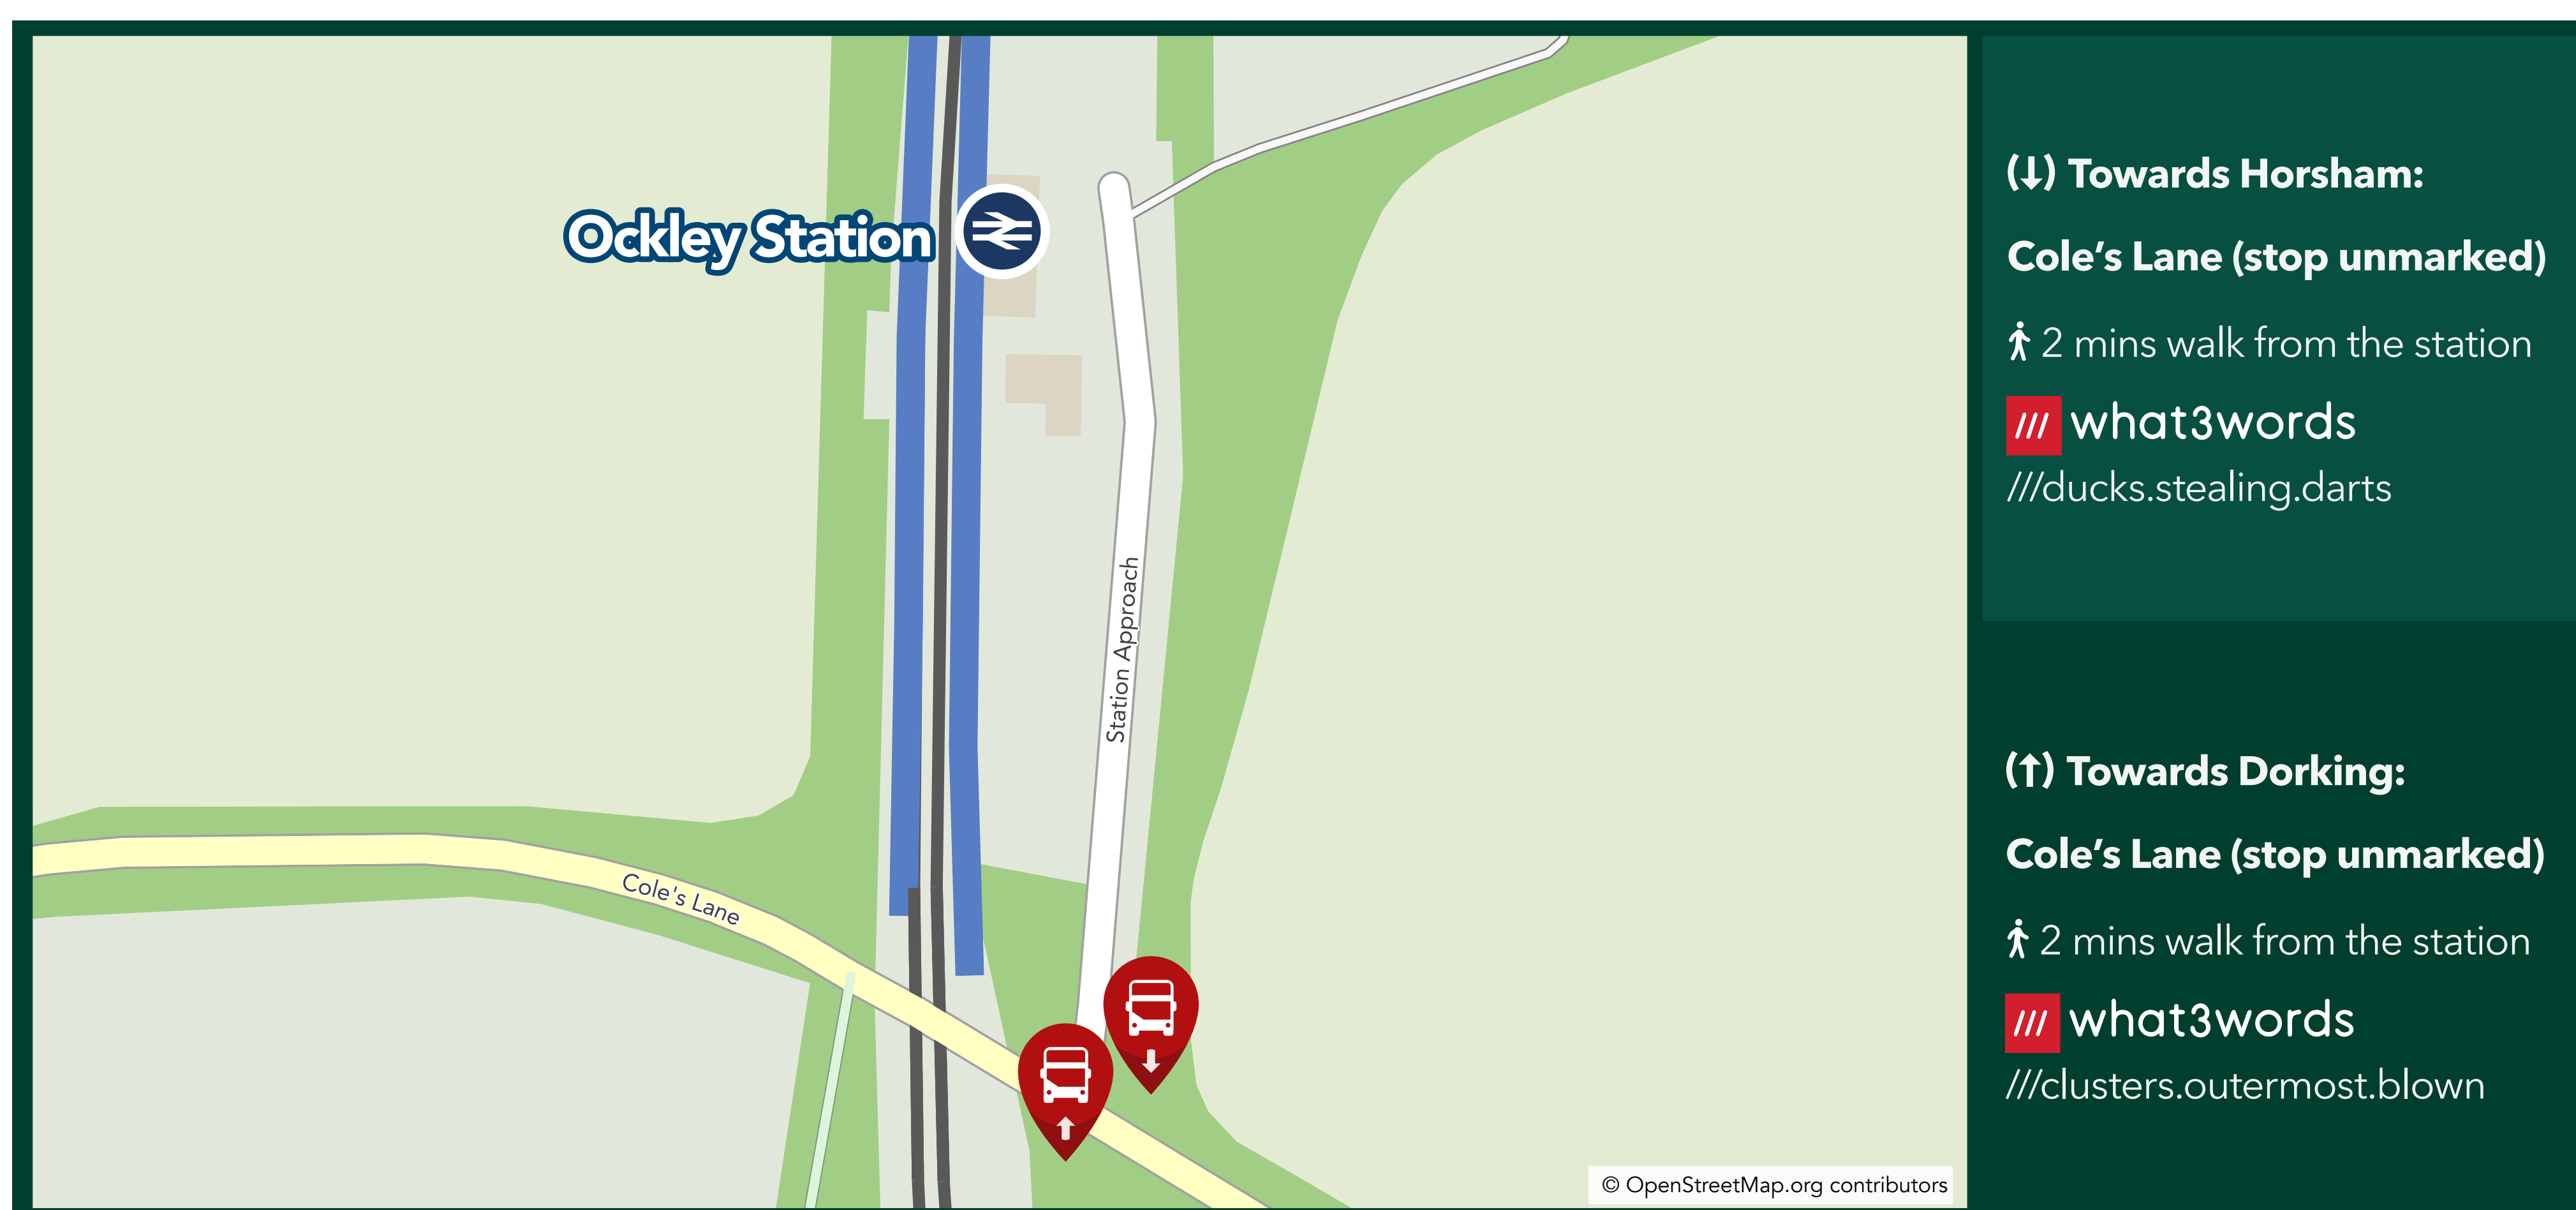 Ockley Station
Station Approach
Cole's Lane
© OpenStreetMap.org contributors
(↓) Towards Horsham:
Cole’s Lane (stop unmarked)
2 mins walk from the station
what3words
///ducks.stealing.darts
(↑) Towards Dorking:
Cole’s Lane (stop unmarked)
2 mins walk from the station
what3words
///clusters.outermost.blown